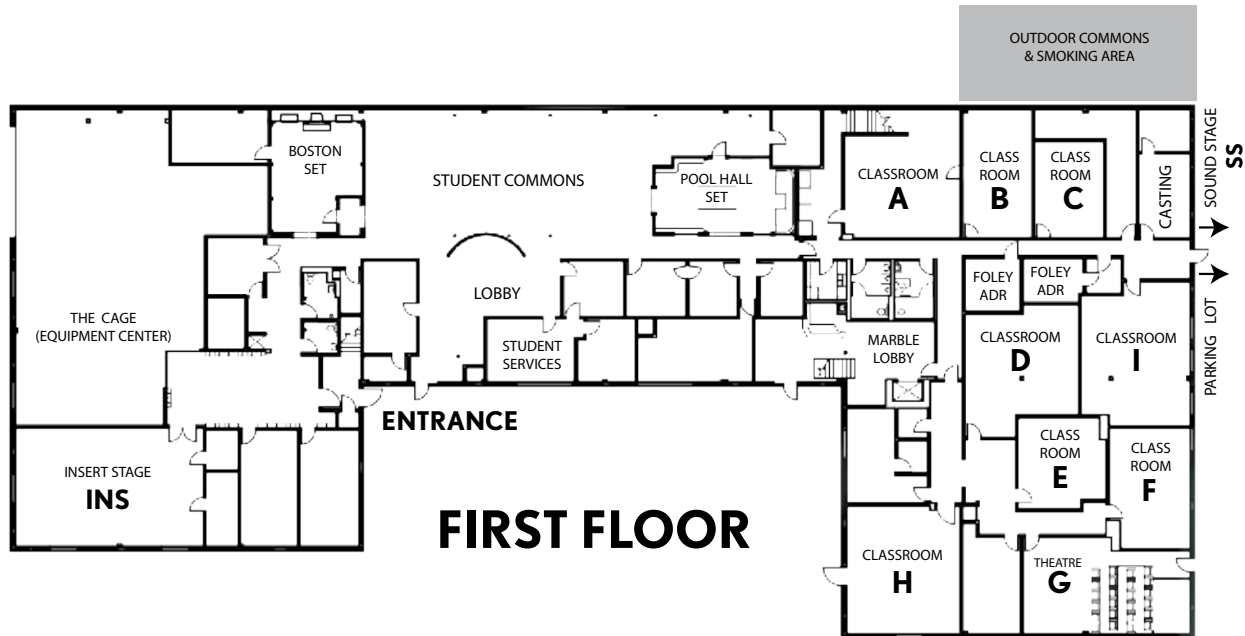 OUTDOOR COMMONS
& SMOKING AREA
BOSTON
SET
STUDENT COMMONS
POOL HALL
SET
CLASSROOM
A
CLASS
ROOM
B
CLASS
ROOM
C
CASTING
SOUND STAGE
SS
PARKING LOT
THE CAGE
(EQUIPMENT CENTER)
LOBBY
STUDENT
SERVICES
MARBLE
LOBBY
FOLEY
ADR
FOLEY
ADR
CLASSROOM
D
CLASSROOM
I
ENTRANCE
CLASS
ROOM
E
CLASS
ROOM
F
INSERT STAGE
INS
FIRST FLOOR
CLASSROOM
H
THEATRE
G